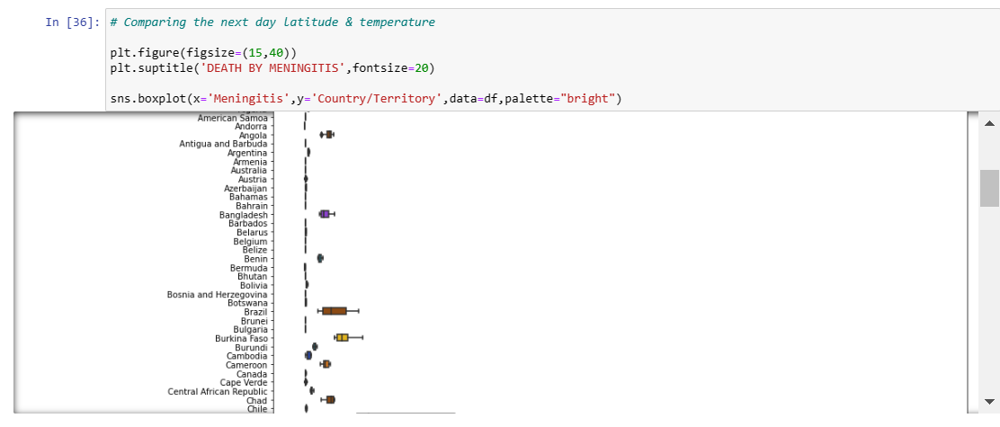 In [36]:
# Comparing the next day latitude & temperature
plt.figure(figsize=(15,40))
plt.suptitle('DEATH BY MENINGITIS',fontsize=20)
sns.boxplot(x='Meningitis',y='Country/Territory',data=df,palette="bright")
American Samoa
Andorra
Angola
Antigua and Barbuda
Argentina
Armenia
Australia
Austria
Azerbaijan
Bahamas
Bahrain
Bangladesh
Barbados
Belarus
Belgium
Belize
Benin
Bermuda
Bhutan
Bolivia
Bosnia and Herzegovina
Botswana
Brazil
Brunei
Bulgaria
Burkina Faso
Burundi
Cambodia
Cameroon
Canada
Cape Verde
Central African Republic
Chad
Chile